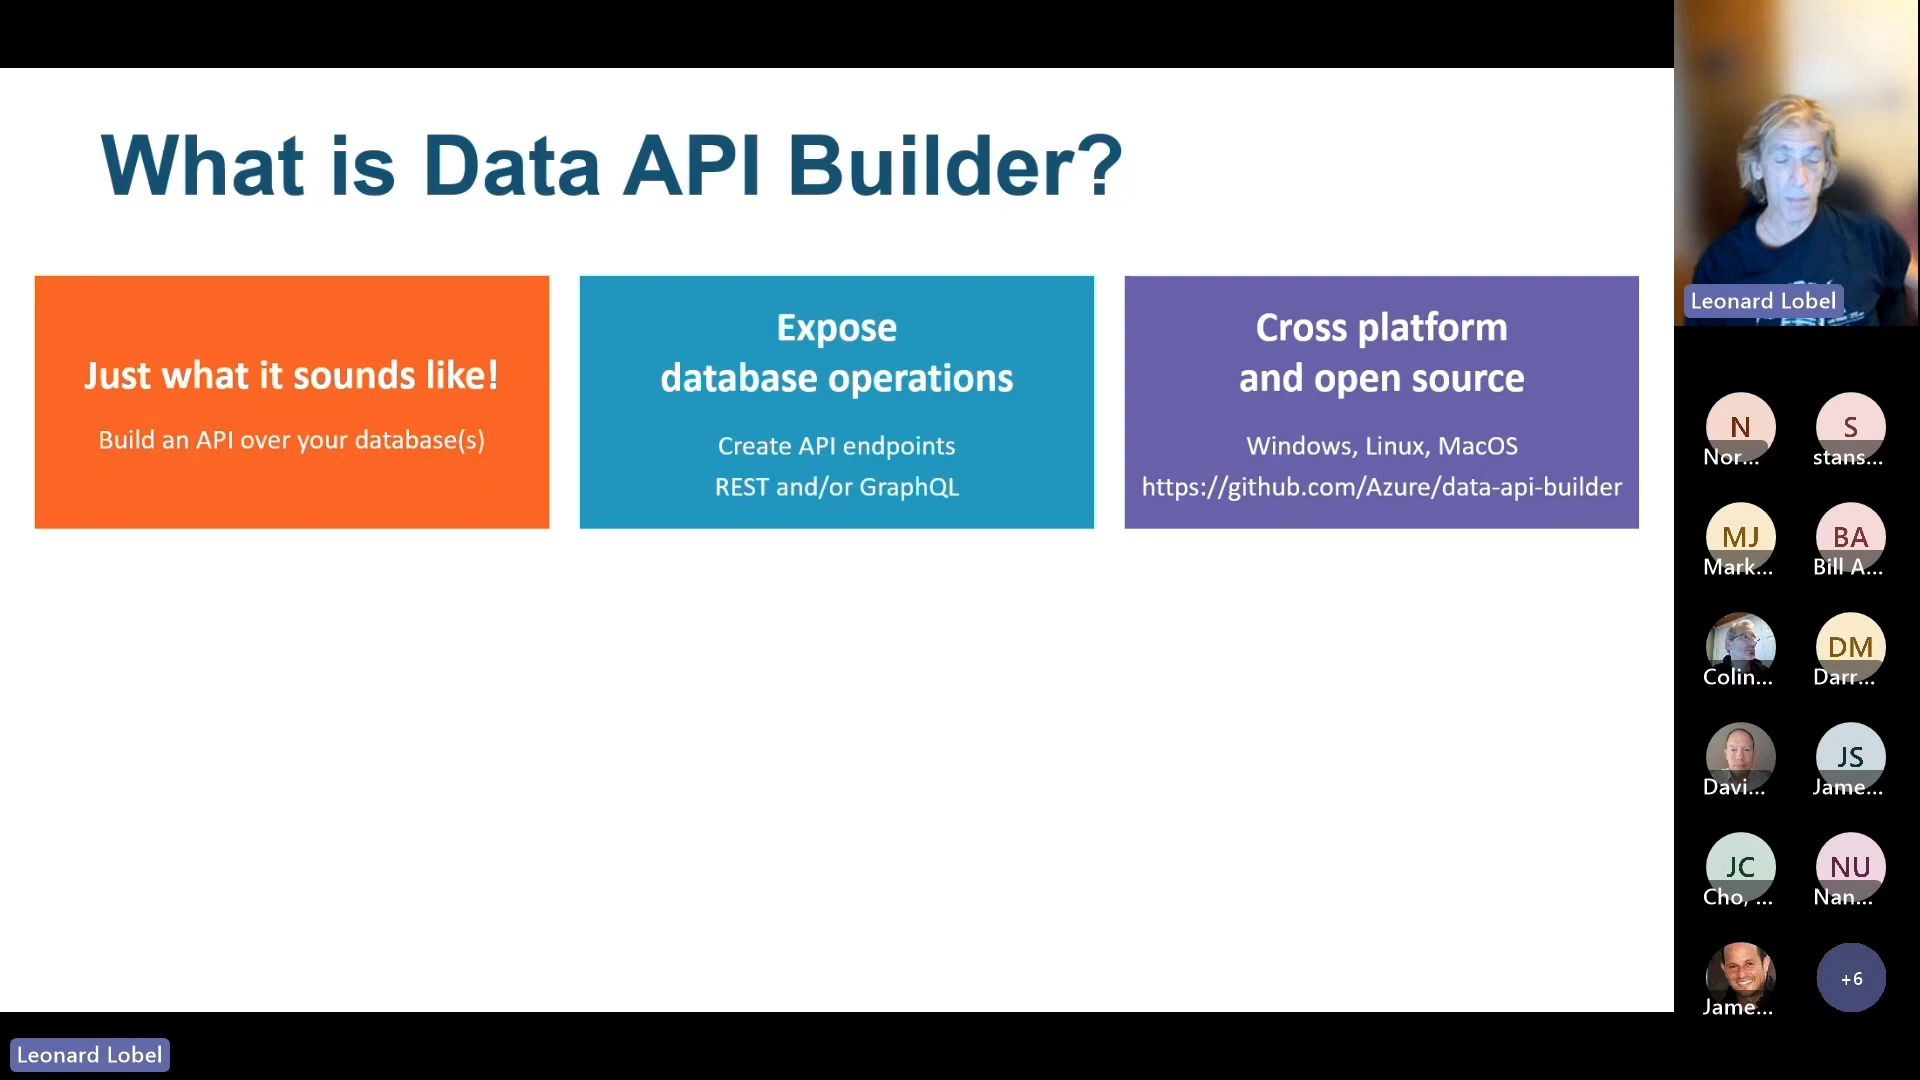 What is Data API Builder?
Just what it sounds like!
Build an API over your database(s)
Expose
database operations
Create API endpoints
REST and/or GraphQL
Cross platform
and open source
Windows, Linux, MacOS
https://github.com/Azure/data-api-builder
Leonard Lobel
N
Nor...
S
stans...
MJ
Mark...
BA
Bill A...
Colin...
DM
Darr...
Davi...
JS
Jame...
JC
Cho, ...
NU
Nan...
Jame...
+6
Leonard Lobel